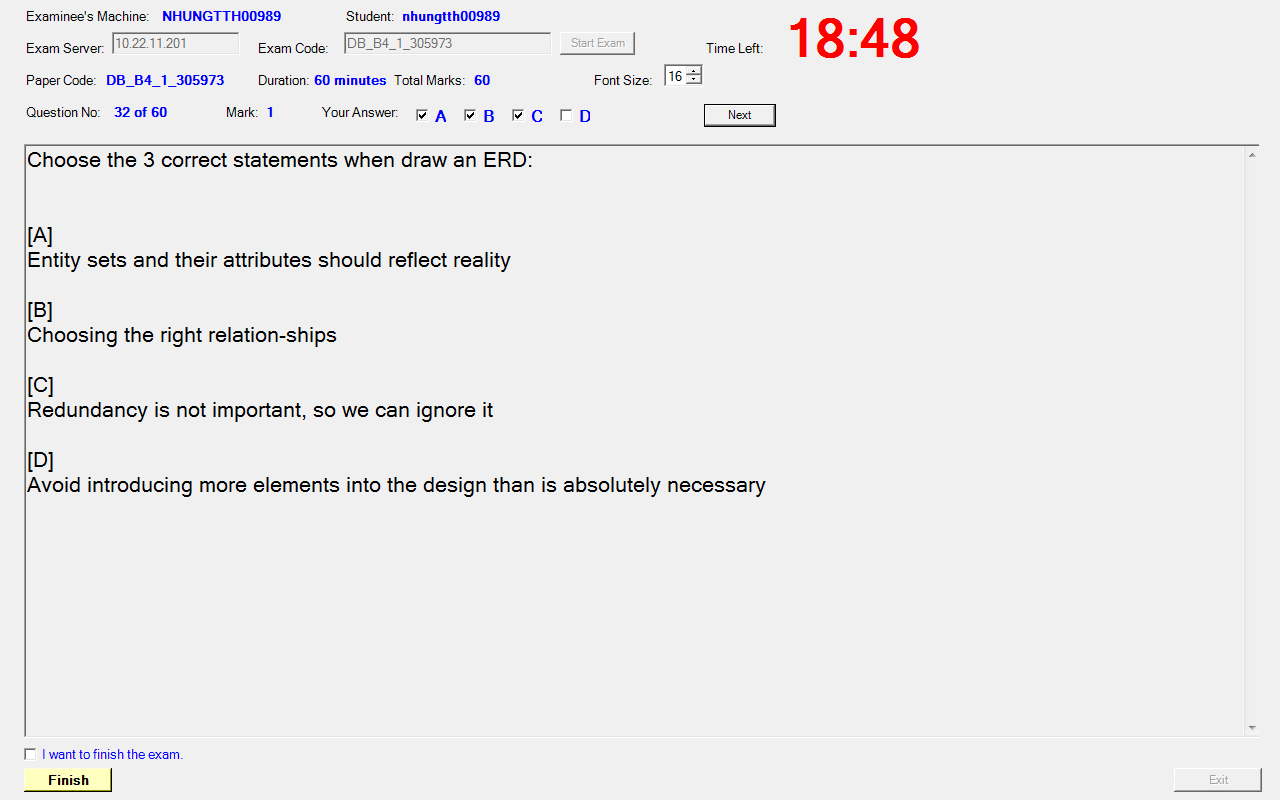 Examinee's Machine: NHUNGTTH00989 Student: nhungtth00989
Exam Server: 10.22.11.201 Exam Code: DB_B4_1_305973 Start Exam Time Left: 18:48
Paper Code: DB_B4_1_305973 Duration: 60 minutes Total Marks: 60 Font Size: 16
Question No: 32 of 60 Mark: 1 Your Answer: A B C D Next
Choose the 3 correct statements when draw an ERD:
[A]
Entity sets and their attributes should reflect reality
[B]
Choosing the right relation-ships
[C]
Redundancy is not important, so we can ignore it
[D]
Avoid introducing more elements into the design than is absolutely necessary
I want to finish the exam.
Finish Exit